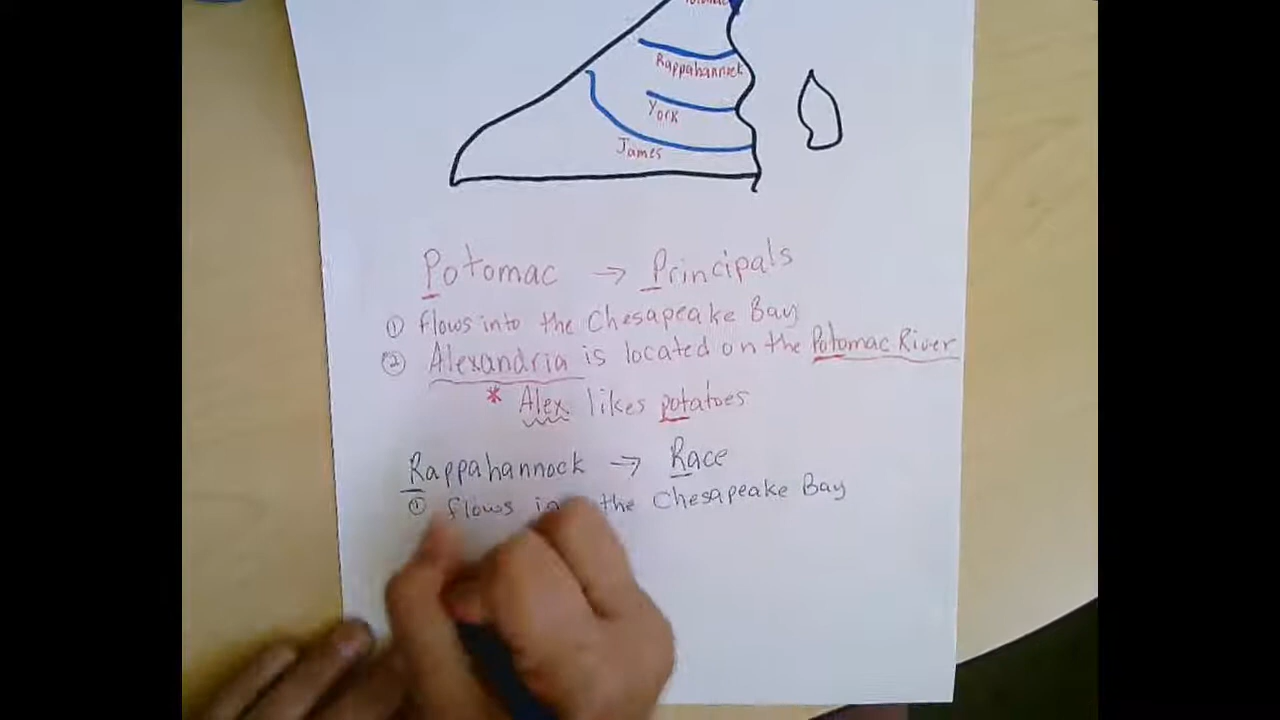 Rappahannock
York
James
Potomac → Principals
① flows into the Chesapeake Bay
② Alexandria is located on the Potomac River
* Alex likes potatoes
Rappahannock → Race
① flows the Chesapeake Bay